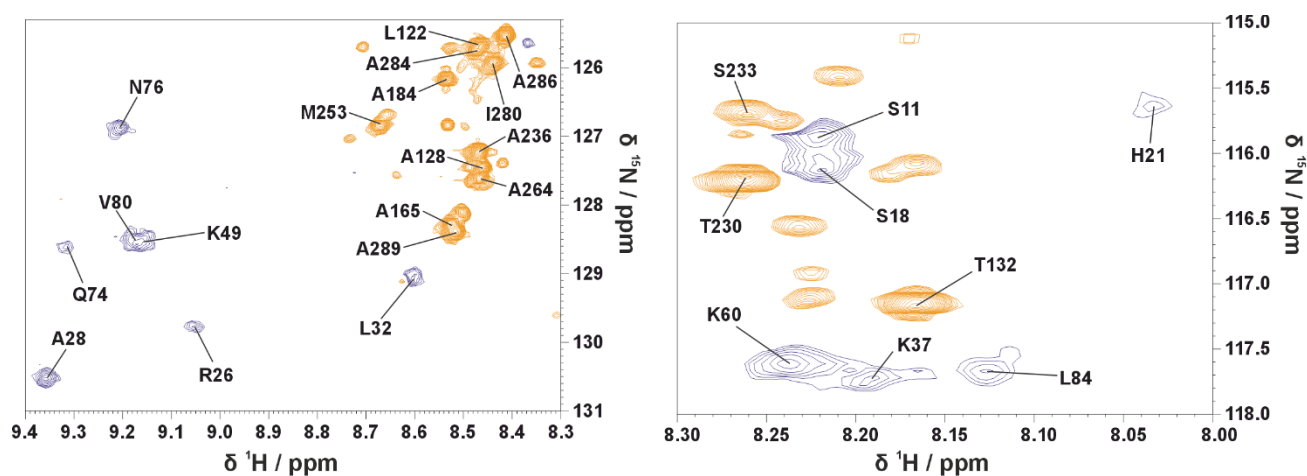 L122
A284
A184
A286
I280
N76
M253
A236
A128
A264
V80
K49
A165
A289
Q74
L32
A28
R26
126
127
128
129
130
131
δ ¹⁵N / ppm
9.4 9.3 9.2 9.1 9.0 8.9 8.8 8.7 8.6 8.5 8.4 8.3
δ ¹H / ppm
S233
S11
H21
T230
S18
T132
K60
K37
L84
115.0
115.5
116.0
116.5
117.0
117.5
118.0
δ ¹⁵N / ppm
8.30 8.25 8.20 8.15 8.10 8.05 8.00
δ ¹H / ppm